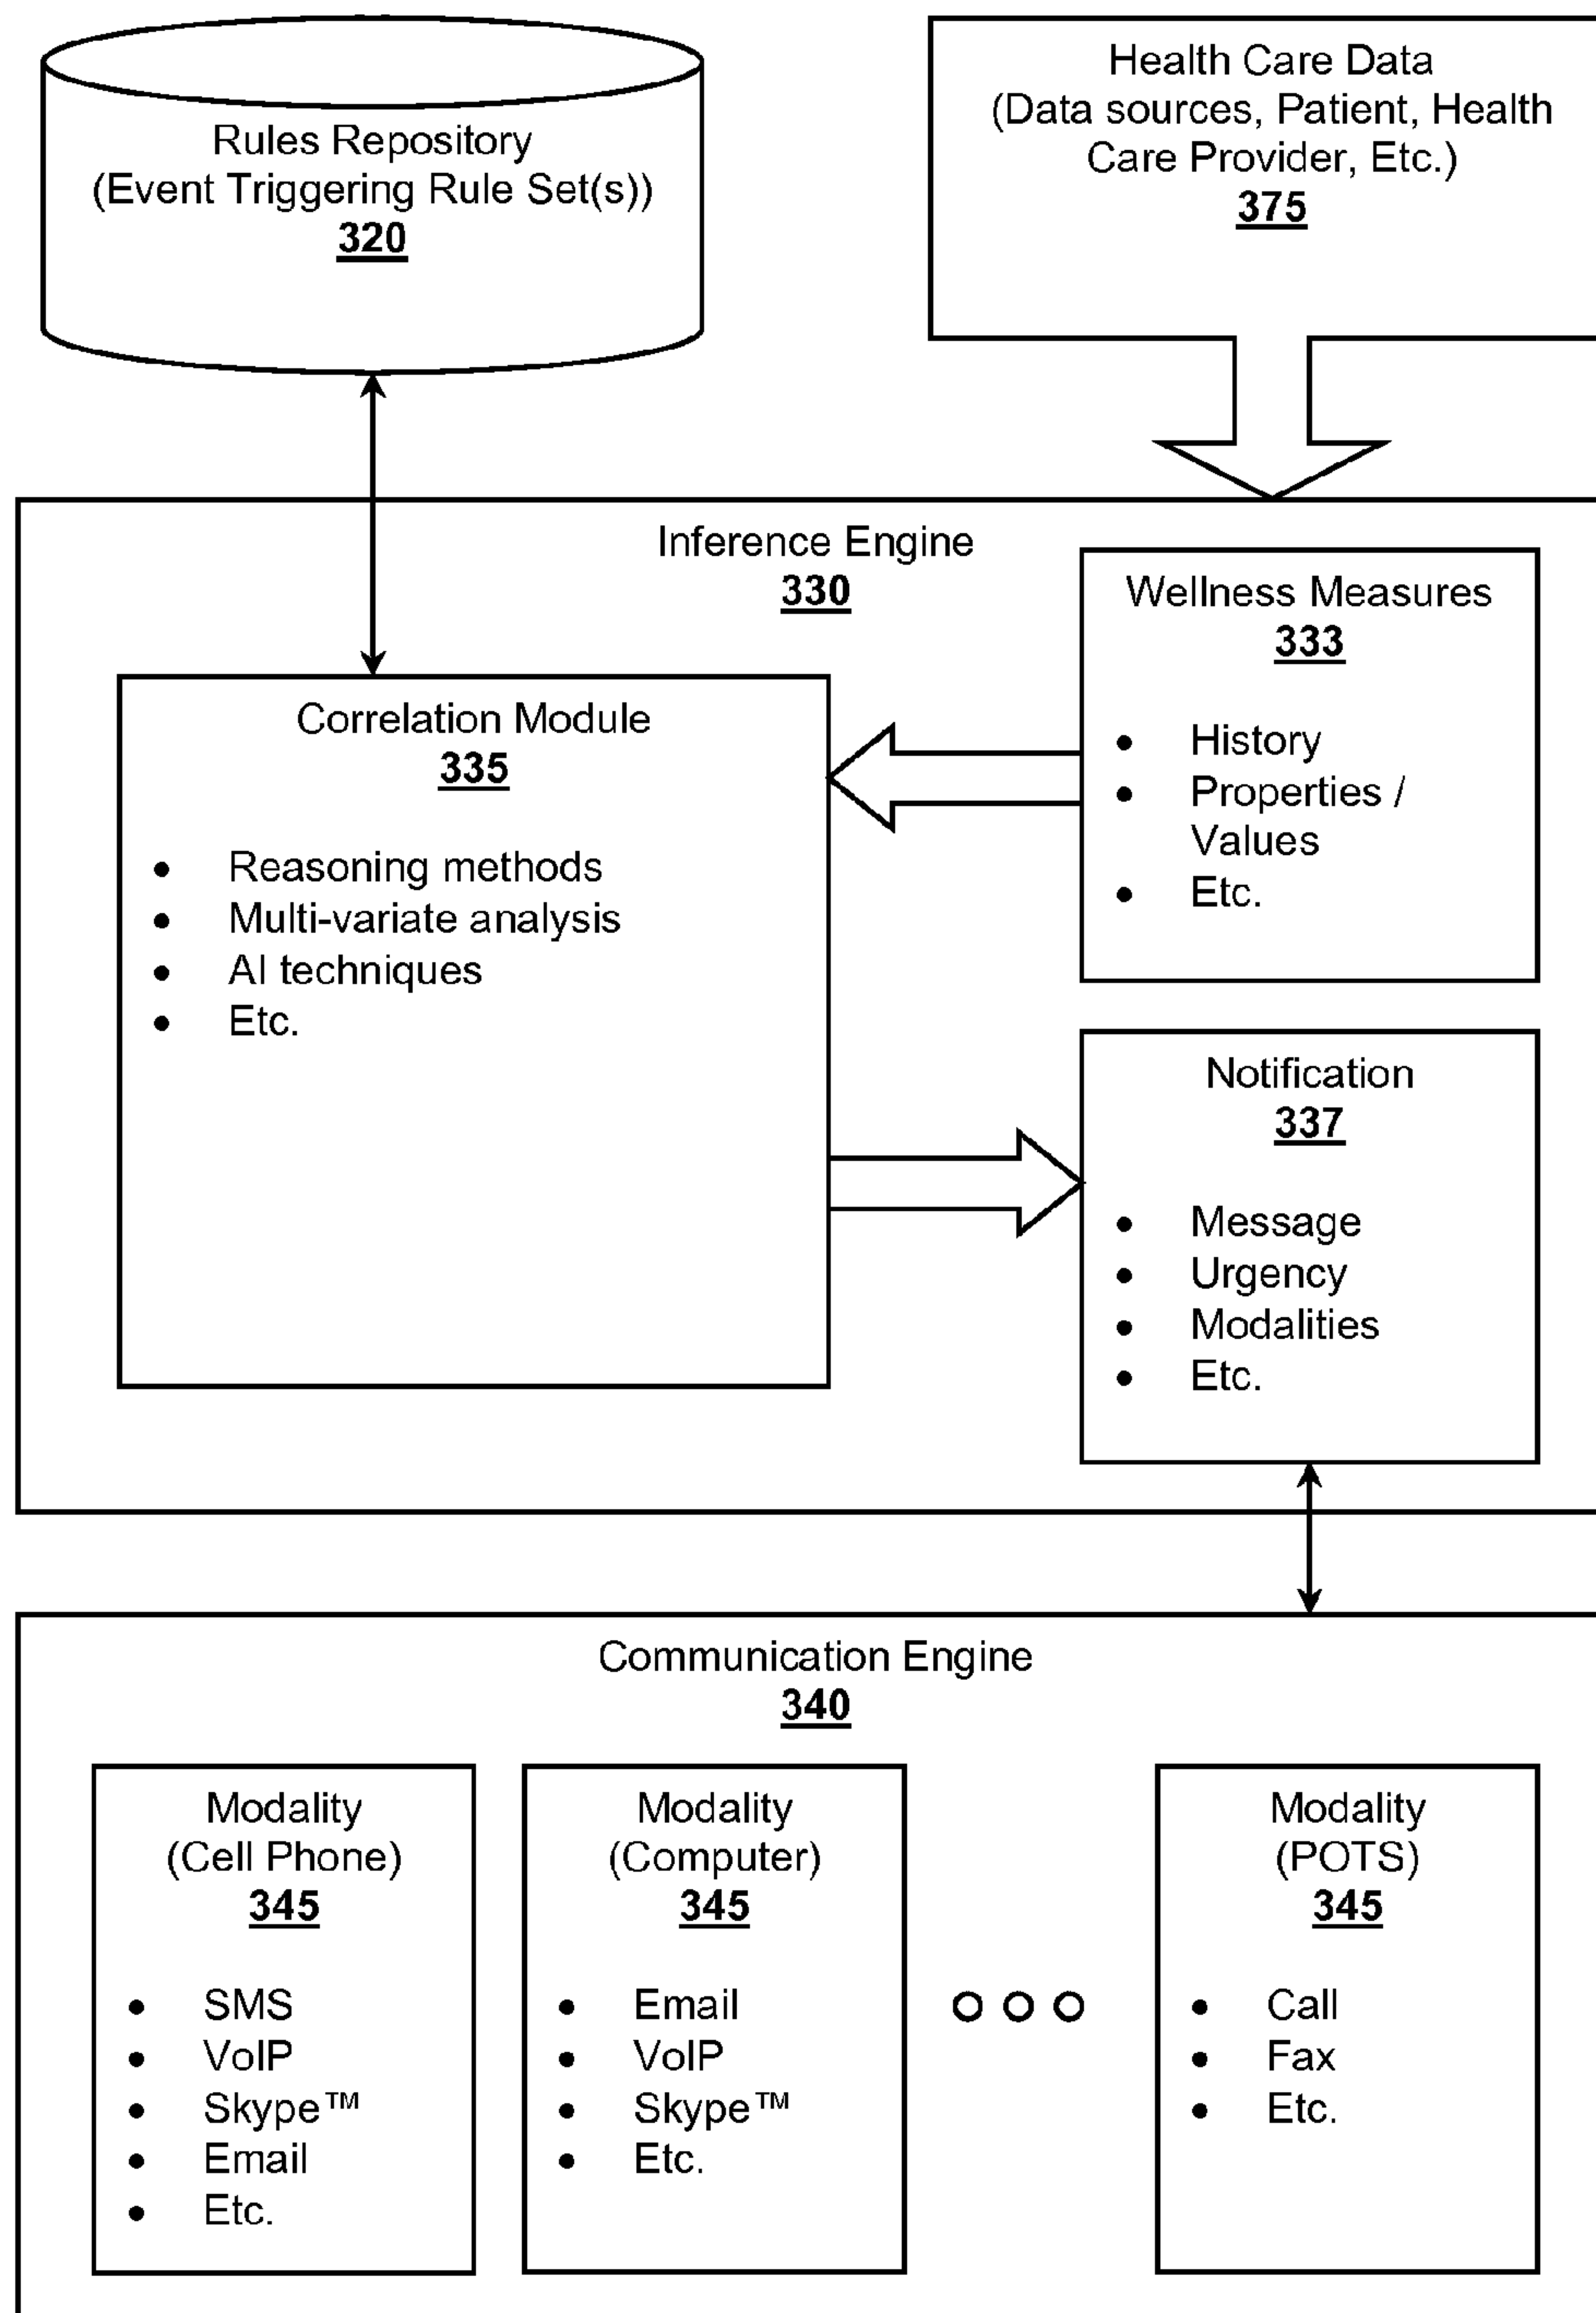 Rules Repository
(Event Triggering Rule Set(s))
320
Health Care Data
(Data sources, Patient, Health
Care Provider, Etc.)
375
Inference Engine
330
Correlation Module
335
• Reasoning methods
• Multi-variate analysis
• AI techniques
• Etc.
Wellness Measures
333
• History
• Properties /
Values
• Etc.
Notification
337
• Message
• Urgency
• Modalities
• Etc.
Communication Engine
340
Modality
(Cell Phone)
345
• SMS
• VoIP
• Skype™
• Email
• Etc.
Modality
(Computer)
345
• Email
• VoIP
• Skype™
• Etc.
Modality
(POTS)
345
• Call
• Fax
• Etc.